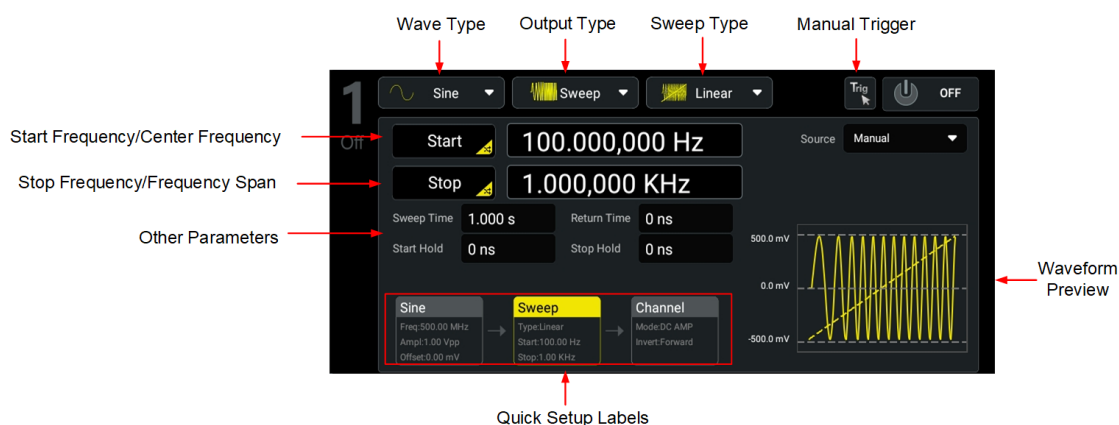 Wave Type Output Type Sweep Type Manual Trigger
1 Sine Sweep Linear Trig OFF
Off
Start Frequency/Center Frequency Start 100.000,000 Hz Source Manual
Stop Frequency/Frequency Span Stop 1.000,000 KHz
Sweep Time 1.000 s Return Time 0 ns
Other Parameters
Start Hold 0 ns Stop Hold 0 ns
500.0 mV
0.0 mV
-500.0 mV
Waveform
Preview
Sine Sweep Channel
Freq:500.00 MHz Type:Linear Mode:DC AMP
Ampl:1.00 Vpp Start:100.00 Hz Invert:Forward
Offset:0.00 mV Stop:1.00 KHz
Quick Setup Labels